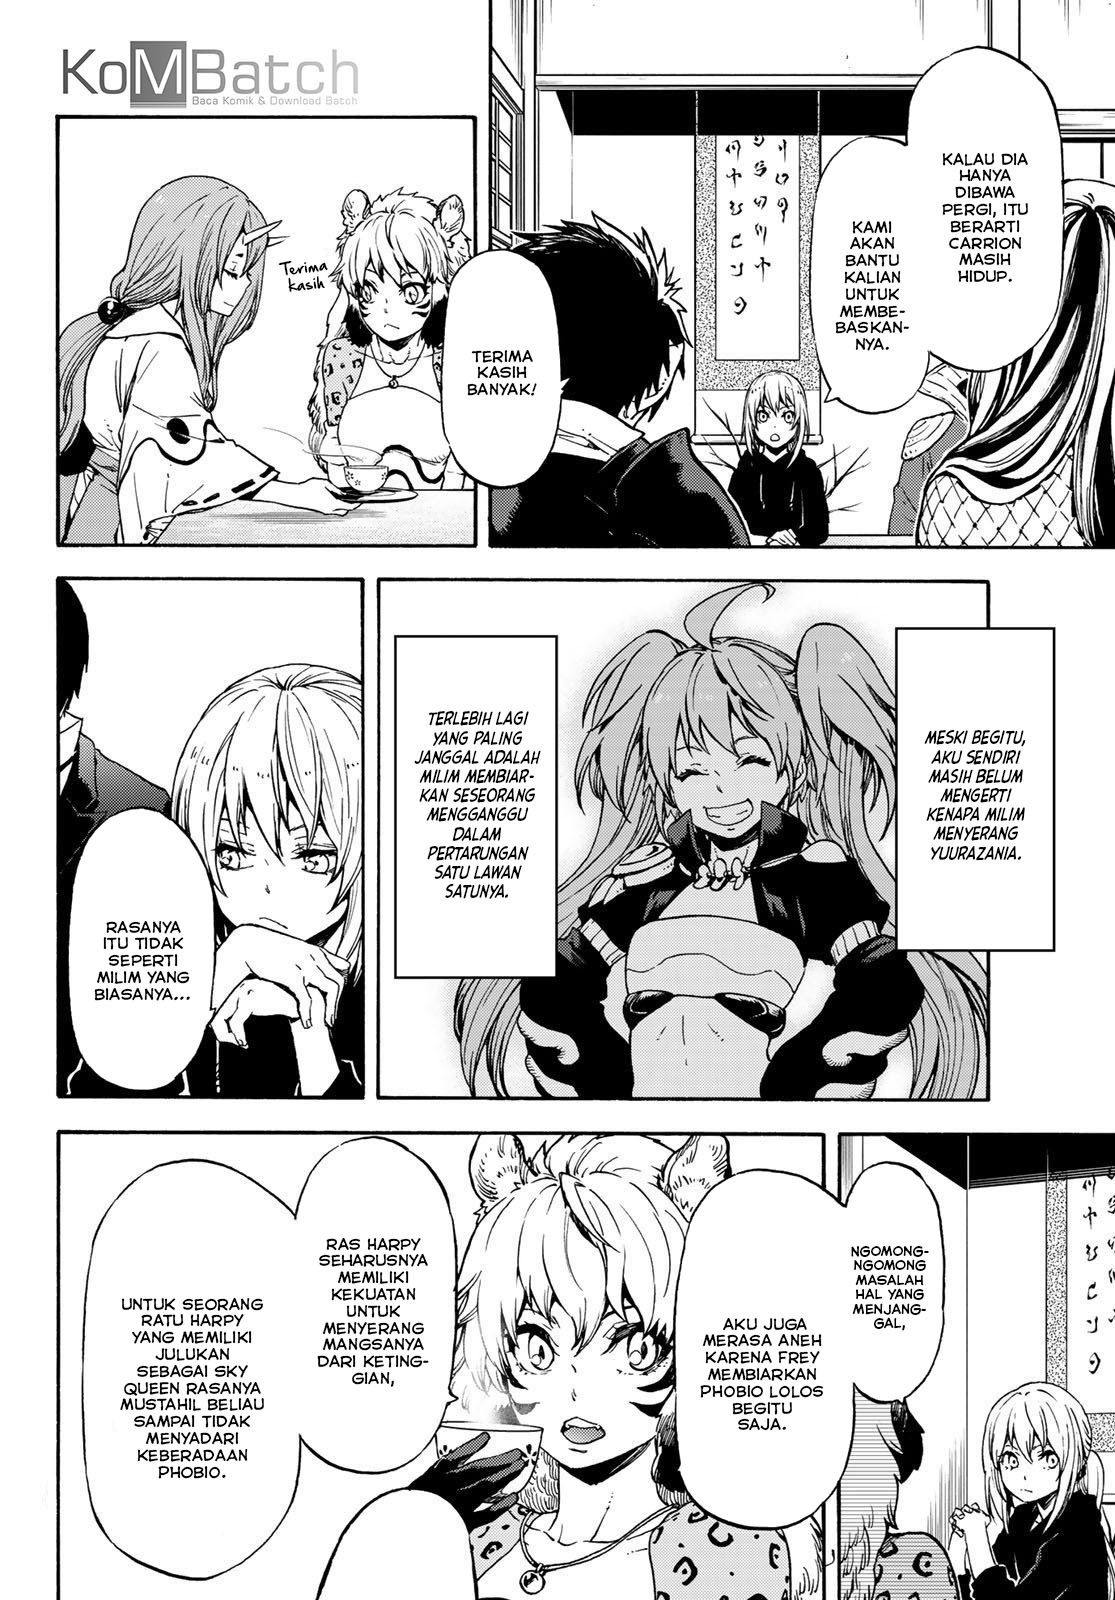 KoMBatch
Baca Komik & Download Batch
KALAU DIA
HANYA
DIBAWA
PERGI, ITU
BERARTI
CARRION
MASIH
HIDUP.
KAMI
AKAN
BANTU
KALIAN
UNTUK
MEMBE-
BASKAN-
NYA.
TERIMA
KASIH
BANYAK!
Terima
kasih
MESKI BEGITU,
AKU SENDIRI
MASIH BELUM
MENGERTI
KENAPA MILIM
MENYERANG
YUURAZANIA.
TERLEBIH LAGI
YANG PALING
JANGGAL ADALAH
MILIM MEMBIAR-
KAN SESEORANG
MENGGANGGU
DALAM
PERTARUNGAN
SATU LAWAN
SATUNYA.
RASANYA
ITU TIDAK
SEPERTI
MILIM YANG
BIASANYA...
NGOMONG-
NGOMONG
MASALAH
HAL YANG
MENJANG-
GAL,
AKU JUGA
MERASA ANEH
KARENA FREY
MEMBIARKAN
PHOBIO LOLOS
BEGITU
SAJA.
RAS HARPY
SEHARUSNYA
MEMILIKI
KEKUATAN
UNTUK
MENYERANG
MANGSANYA
DARI KETING-
GIAN,
UNTUK SEORANG
RATU HARPY
YANG MEMILIKI
JULUKAN
SEBAGAI SKY
QUEEN RASANYA
MUSTAHIL BELIAU
SAMPAI TIDAK
MENYADARI
KEBERADAAN
PHOBIO.